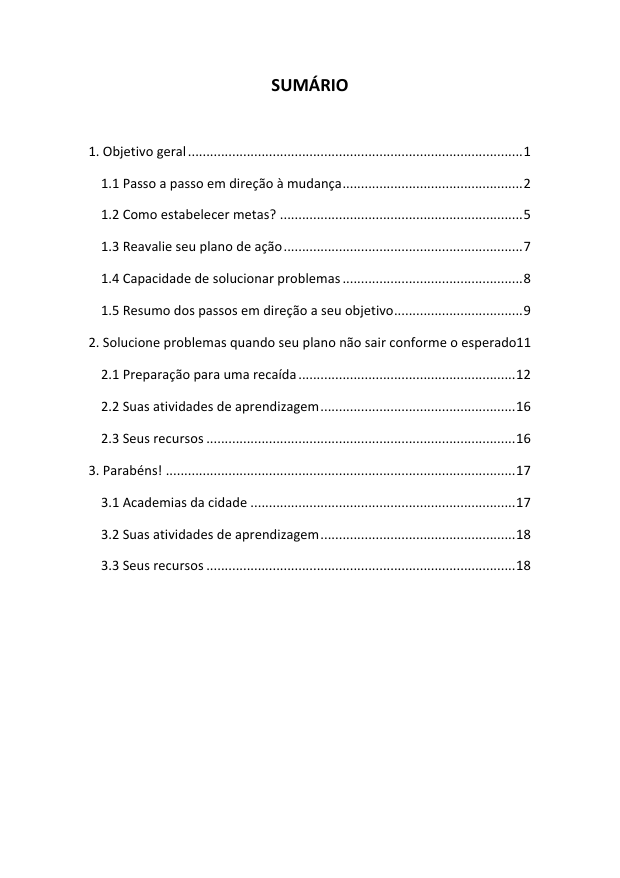 SUMÁRIO
1. Objetivo geral ........................................................................................... 1
1.1 Passo a passo em direção à mudança................................................. 2
1.2 Como estabelecer metas? .................................................................. 5
1.3 Reavalie seu plano de ação................................................................. 7
1.4 Capacidade de solucionar problemas ................................................. 8
1.5 Resumo dos passos em direção a seu objetivo................................... 9
2. Solucione problemas quando seu plano não sair conforme o esperado11
2.1 Preparação para uma recaída ........................................................... 12
2.2 Suas atividades de aprendizagem..................................................... 16
2.3 Seus recursos .................................................................................... 16
3. Parabéns! ............................................................................................... 17
3.1 Academias da cidade ........................................................................ 17
3.2 Suas atividades de aprendizagem..................................................... 18
3.3 Seus recursos .................................................................................... 18